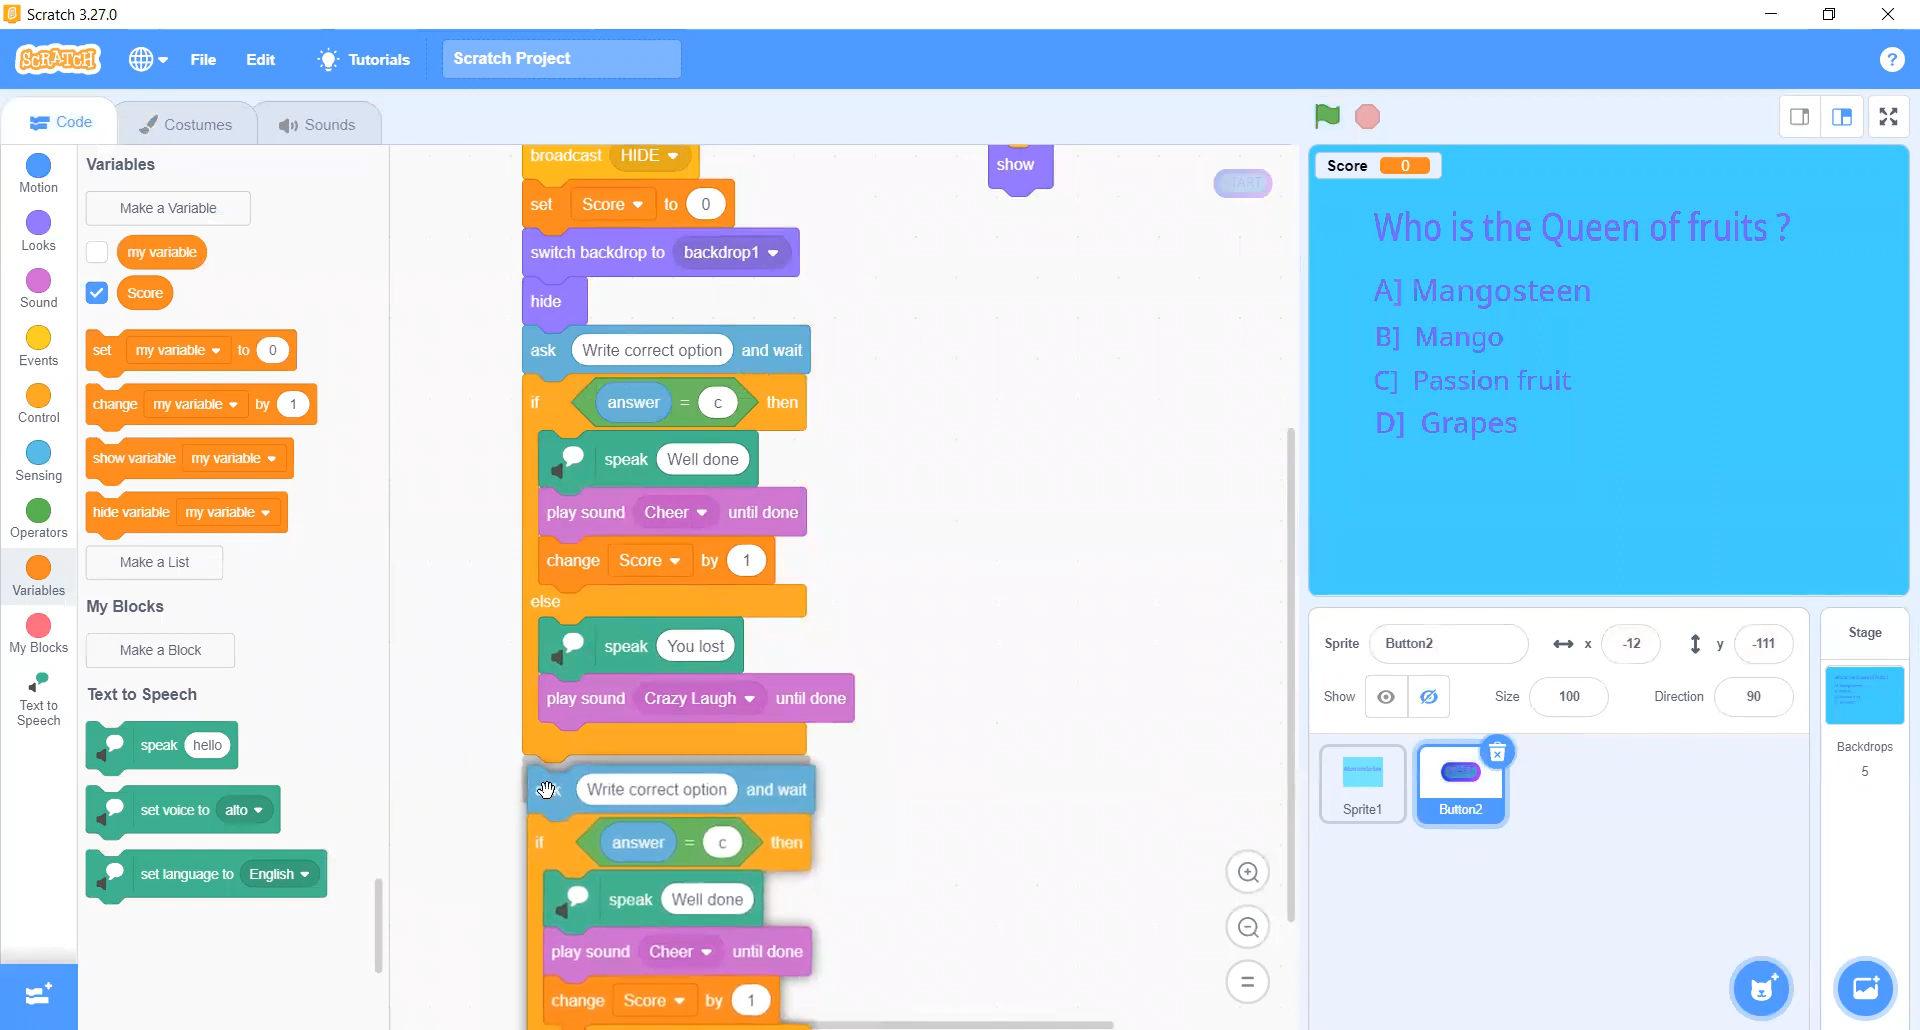 Scratch 3.27.0
SCRATCH File Edit Tutorials Scratch Project
Code Costumes Sounds
Motion
Looks
Sound
Events
Control
Sensing
Operators
Variables
My Blocks
Text to
Speech
Variables
Make a Variable
my variable
Score
set my variable to 0
change my variable by 1
show variable my variable
hide variable my variable
Make a List
My Blocks
Make a Block
Text to Speech
speak hello
set voice to alto
set language to English
broadcast HIDE
set Score to 0
switch backdrop to backdrop1
hide
ask Write correct option and wait
if answer = c then
speak Well done
play sound Cheer until done
change Score by 1
else
speak You lost
play sound Crazy Laugh until done
Write correct option and wait
if answer = c then
speak Well done
play sound Cheer until done
change Score by 1
show
Score 0
Who is the Queen of fruits ?
A] Mangosteen
B] Mango
C] Passion fruit
D] Grapes
Sprite Button2 x -12 y -111
Show Size 100 Direction 90
Sprite1
Button2
Stage
Backdrops
5